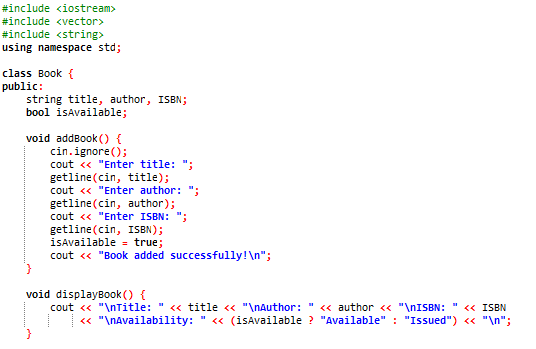 #include <iostream>
#include <vector>
#include <string>
using namespace std;

class Book {
public:
    string title, author, ISBN;
    bool isAvailable;

    void addBook() {
        cin.ignore();
        cout << "Enter title: ";
        getline(cin, title);
        cout << "Enter author: ";
        getline(cin, author);
        cout << "Enter ISBN: ";
        getline(cin, ISBN);
        isAvailable = true;
        cout << "Book added successfully!\n";
    }

    void displayBook() {
        cout << "\nTitle: " << title << "\nAuthor: " << author << "\nISBN: " << ISBN
            << "\nAvailability: " << (isAvailable ? "Available" : "Issued") << "\n";
    }